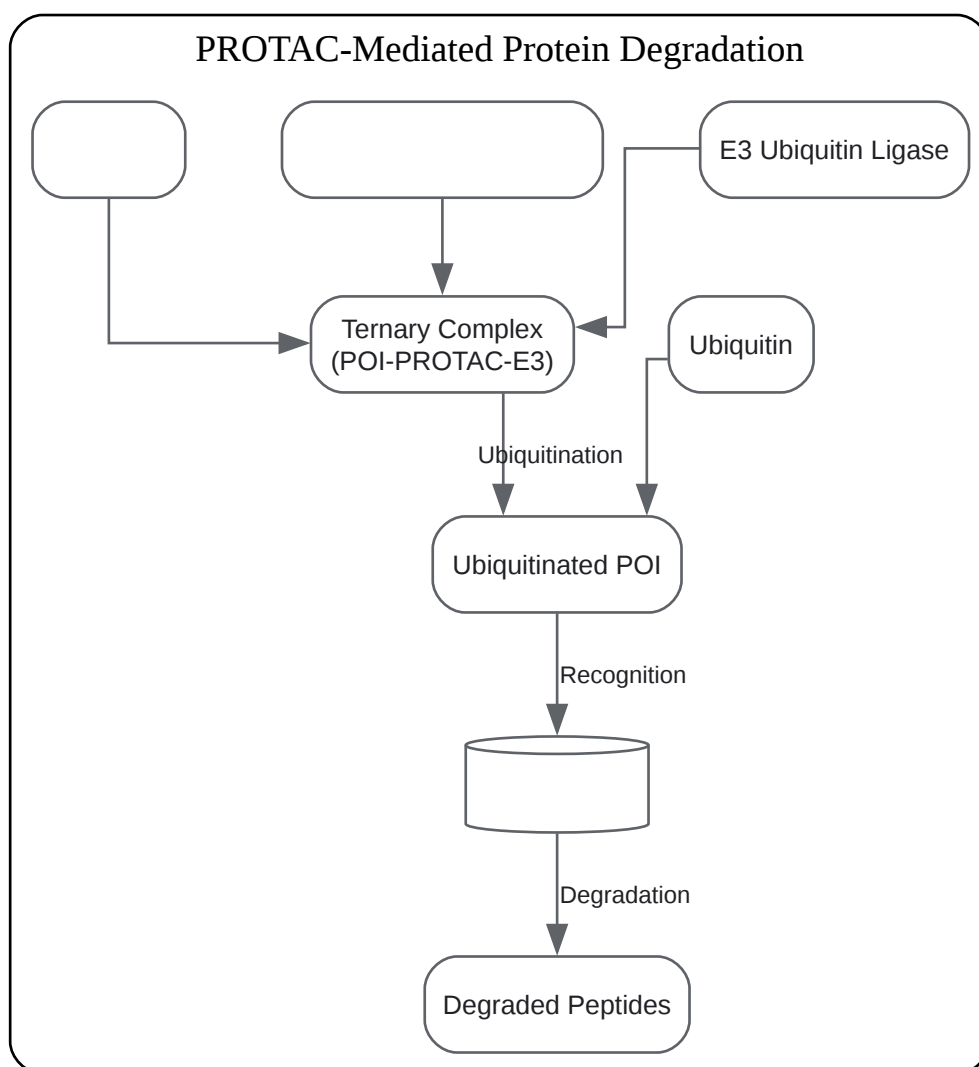 PROTAC-Mediated Protein Degradation
E3 Ubiquitin Ligase
Ternary Complex
(POI-PROTAC-E3)
Ubiquitin
Ubiquitination
Ubiquitinated POI
Recognition
Degradation
Degraded Peptides